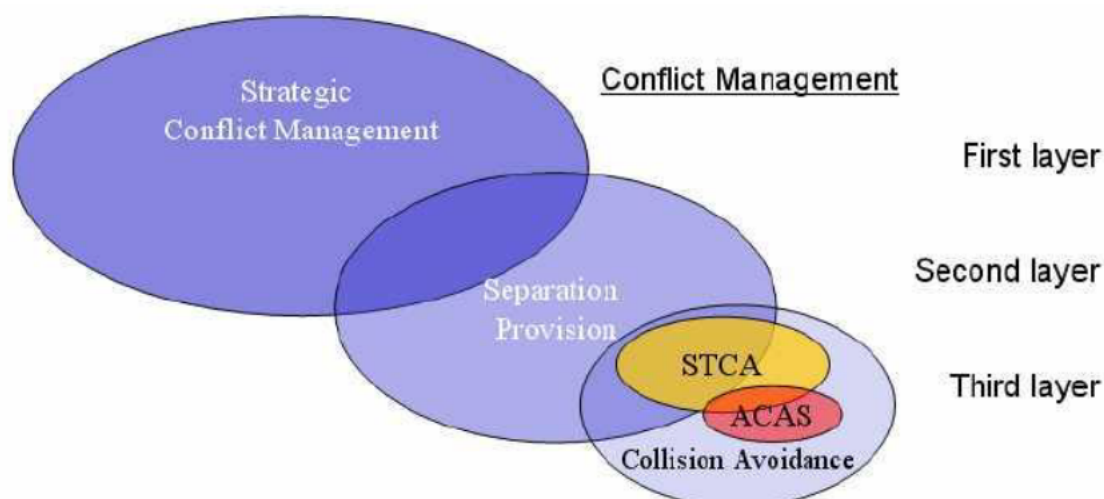 Strategic
Conflict Management
Conflict Management
First layer
Second layer
Separation
Provision
STCA
Third layer
ACAS
Collision Avoidance